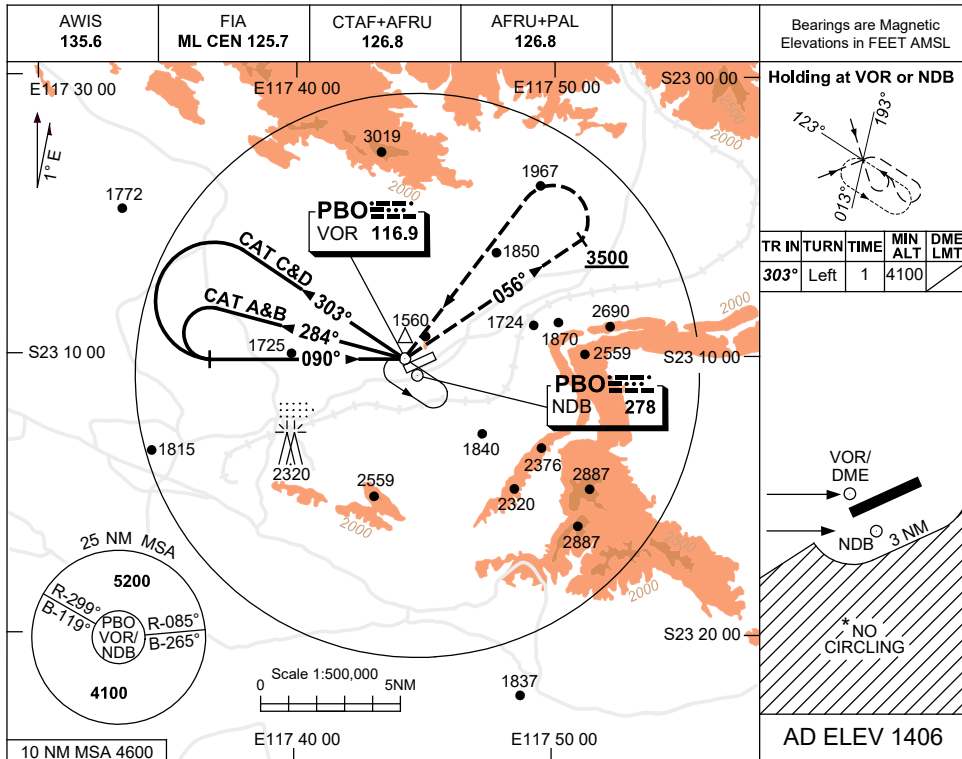 AWIS
135.6
FIA
ML CEN 125.7
CTAF+AFRU
126.8
AFRU+PAL
126.8
Bearings are Magnetic
Elevations in FEET AMSL
E117 30 00
E117 40 00
E117 50 00
S23 00 00
2000
2000
1° E
3019
2000
1772
1967
PBO
VOR 116.9
1850
3500
CAT C&D
303°
056°
CAT A&B
284°
1560
1724
1870
2690
2000
S23 10 00
1725
090°
2559
S23 10 00
PBO
NDB 278
1815
2320
2559
2000
1840
2376
2320
2887
2887
2500
2000
25 NM MSA
5200
R-299°
B-119°
PBO
VOR/
NDB
R-085°
B-265°
4100
S23 20 00
Scale 1:500,000
0
5NM
1837
10 NM MSA 4600
E117 40 00
E117 50 00
Holding at VOR or NDB
123°
193°
013°
TR IN
TURN
TIME
MIN ALT
DME LMT
303°
Left
1
4100
VOR/
DME
NDB
3 NM
*NO
CIRCLING
AD ELEV 1406